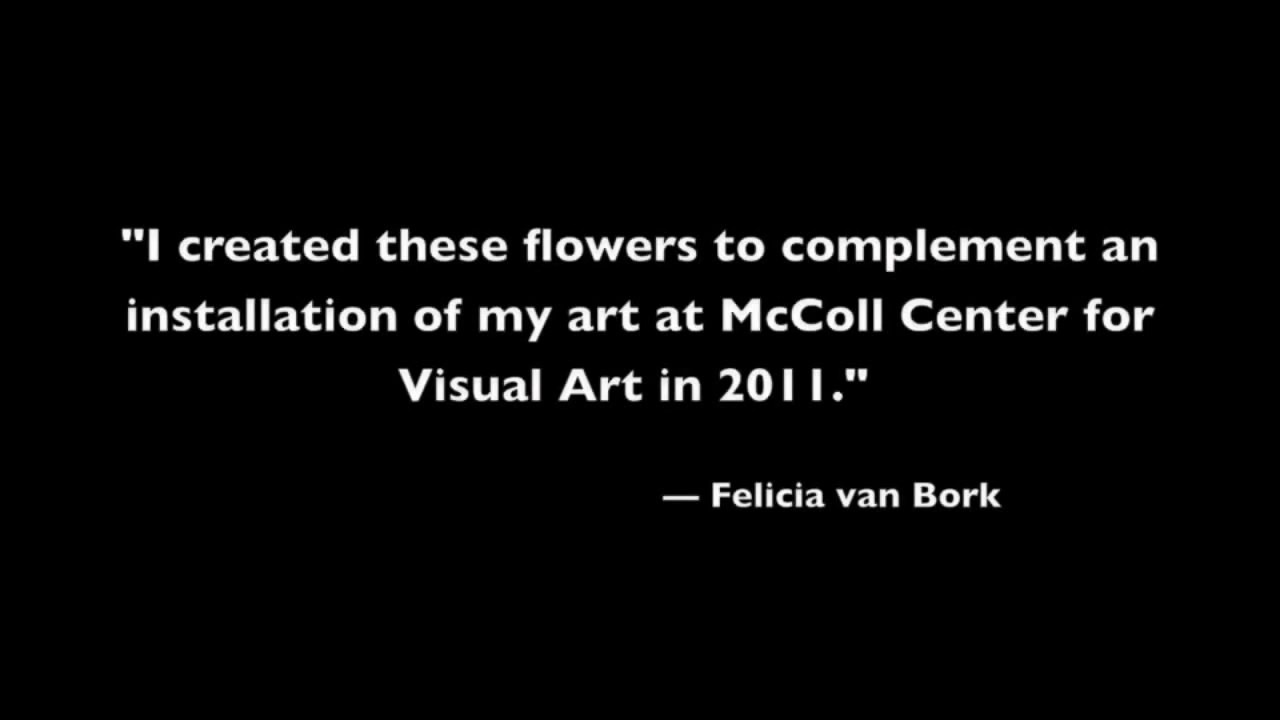 "I created these flowers to complement an
installation of my art at McColl Center for
Visual Art in 2011."
— Felicia van Bork